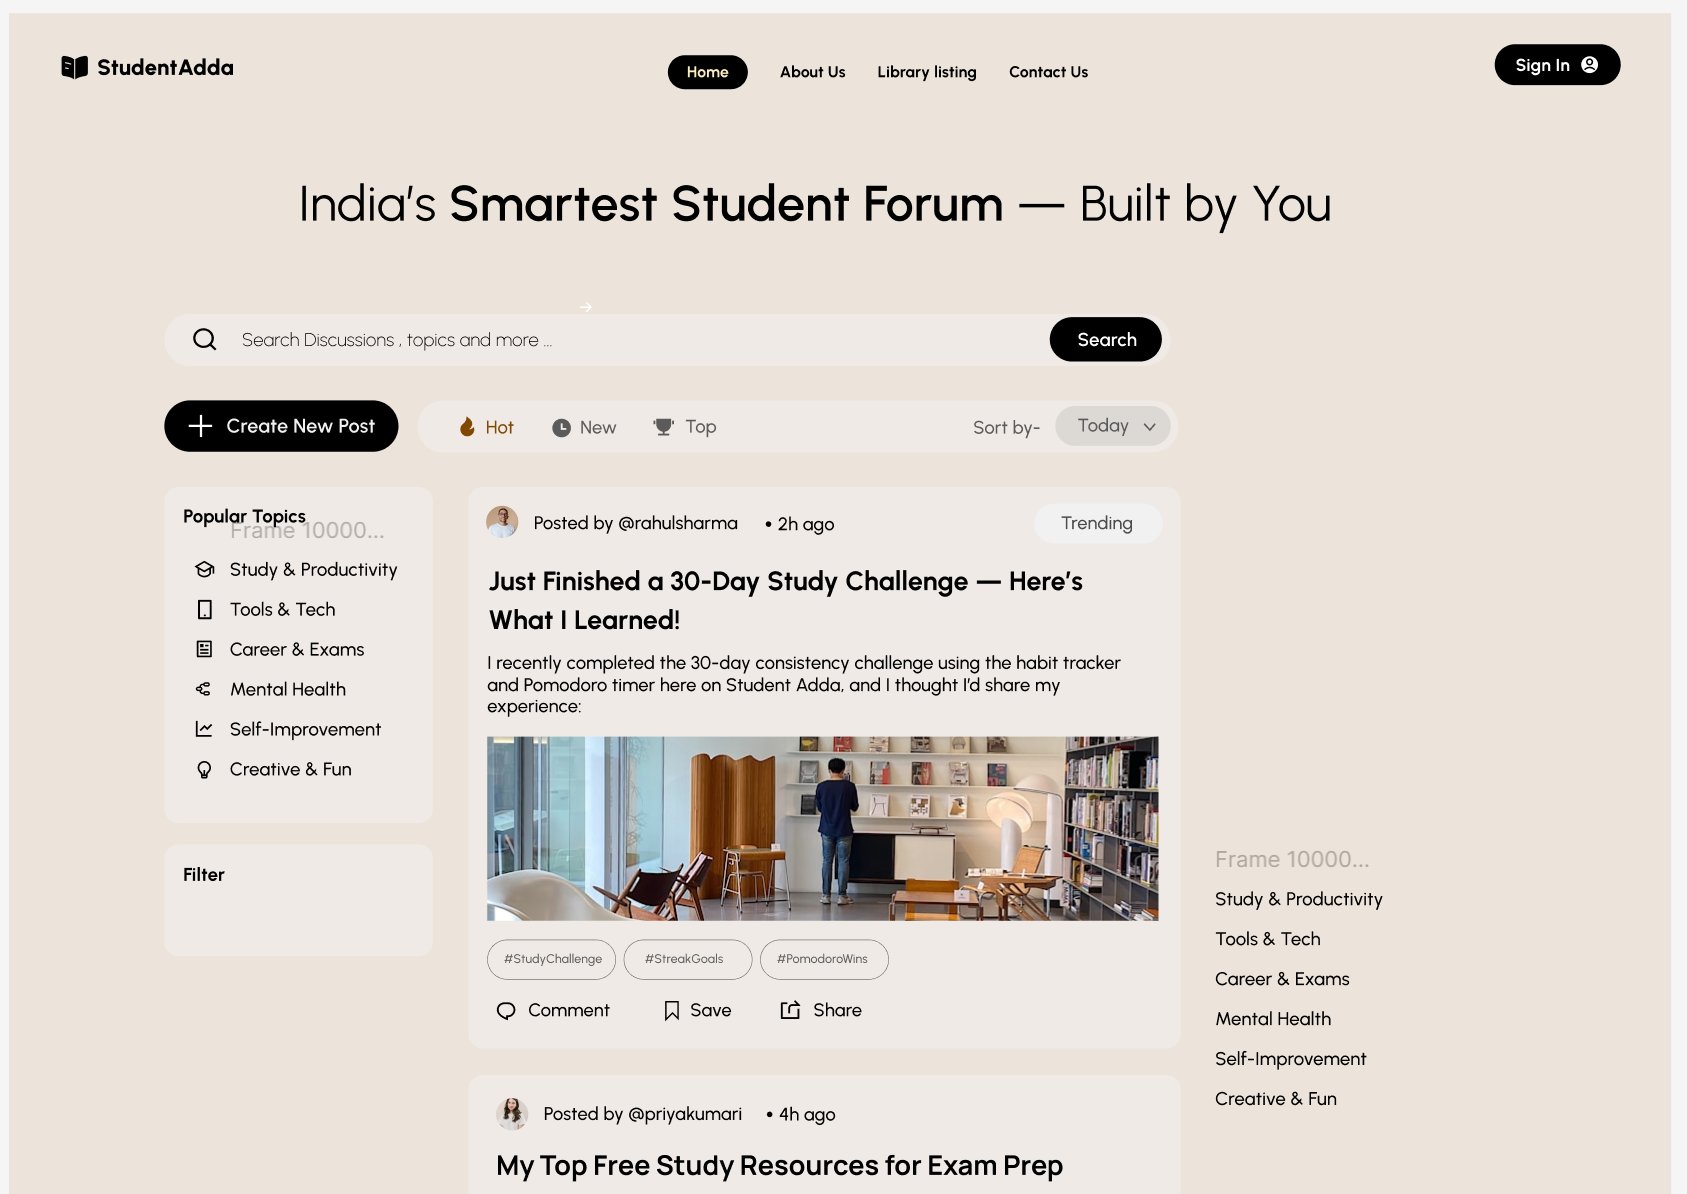 StudentAdda
Home
About Us
Library listing
Contact Us
Sign In
India's Smartest Student Forum — Built by You
Search Discussions , topics and more ...
Search
Create New Post
Hot
New
Top
Sort by-
Today
Popular Topics
Frame 10000...
Study & Productivity
Tools & Tech
Career & Exams
Mental Health
Self-Improvement
Creative & Fun
Filter
Posted by @rahulsharma
• 2h ago
Trending
Just Finished a 30-Day Study Challenge — Here's
What I Learned!
I recently completed the 30-day consistency challenge using the habit tracker
and Pomodoro timer here on Student Adda, and I thought I'd share my
experience:
#StudyChallenge
#StreakGoals
#PomodoroWins
Comment
Save
Share
Frame 10000...
Study & Productivity
Tools & Tech
Career & Exams
Mental Health
Self-Improvement
Creative & Fun
Posted by @priyakumari
• 4h ago
My Top Free Study Resources for Exam Prep